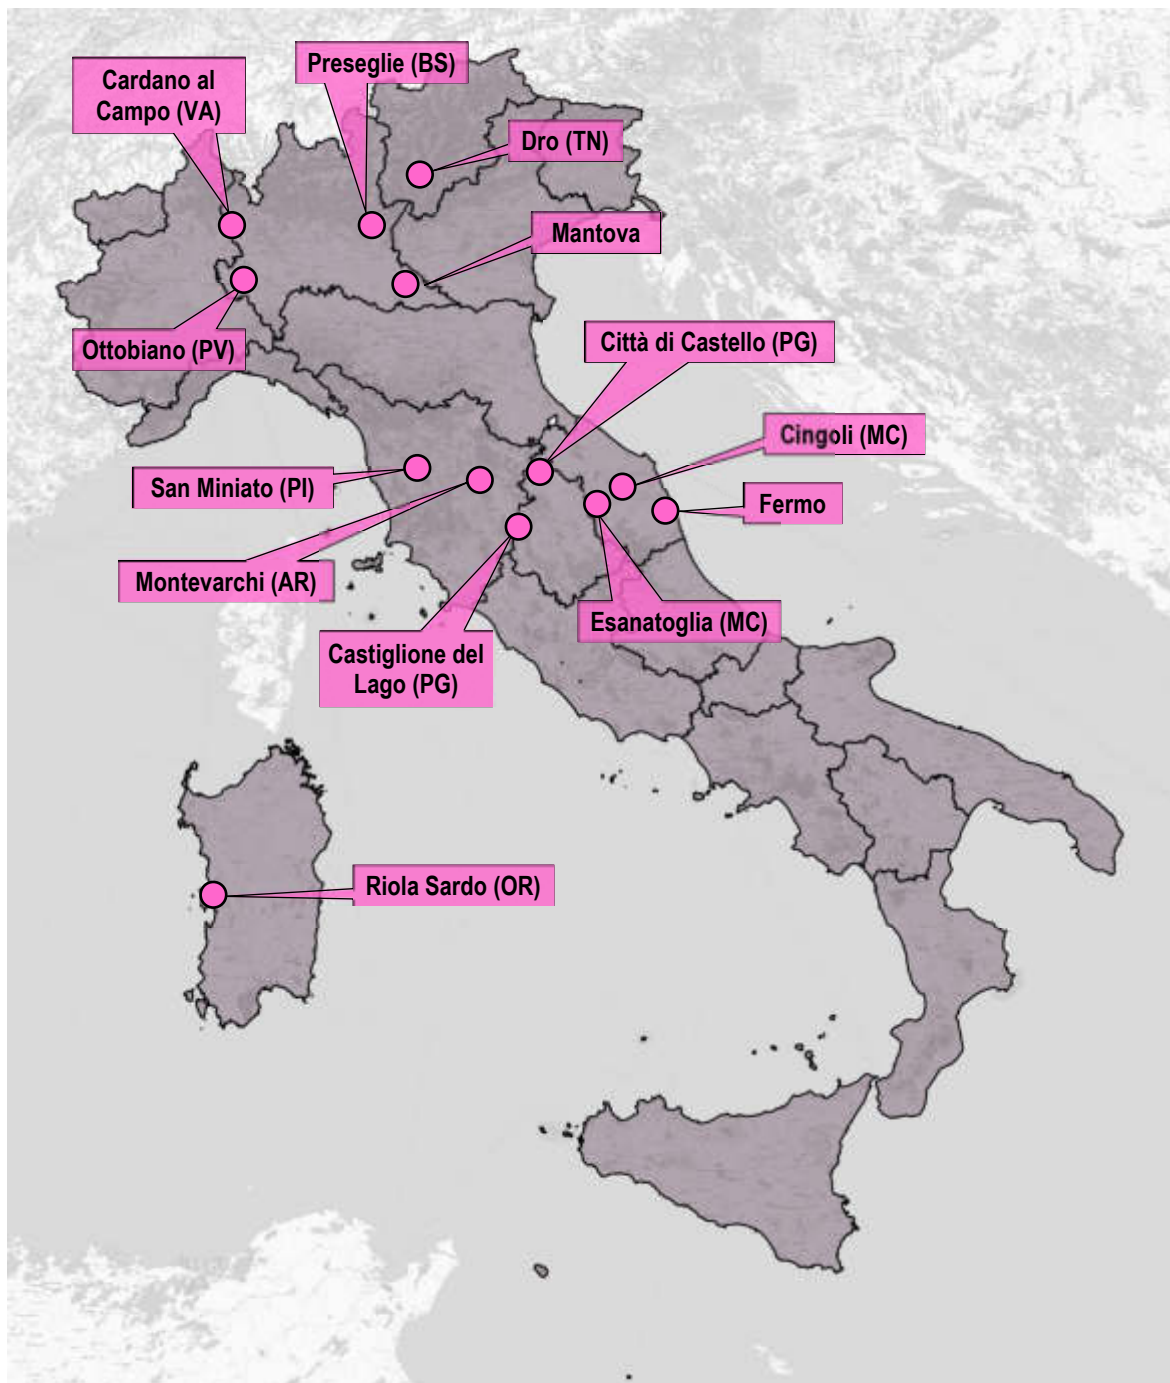 Preseglie (BS)
Cardano al
Campo (VA)
Dro (TN)
Mantova
Ottobiano (PV)
Città di Castello (PG)
Cingoli (MC)
San Miniato (PI)
Fermo
Montevarchi (AR)
Esanatoglia (MC)
Castiglione del
Lago (PG)
Riola Sardo (OR)